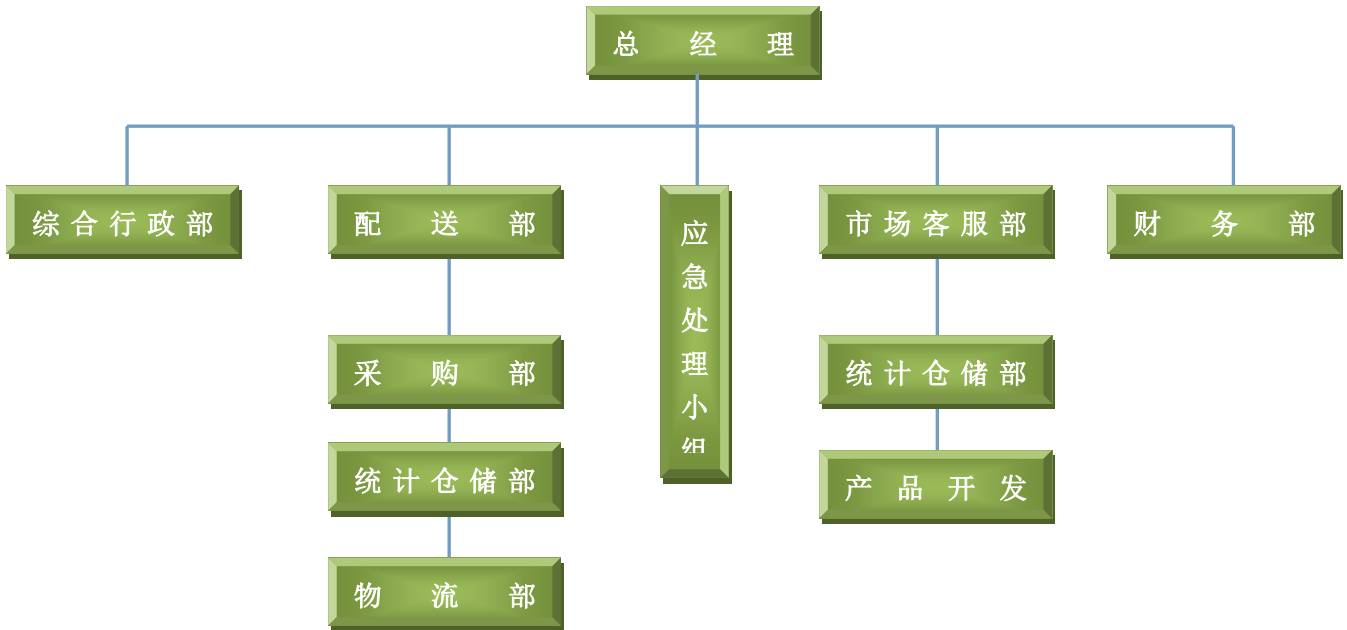 总经理
综合行政部
配送部
应急处理小组
市场客服部
财务部
采购部
统计仓储部
统计仓储部
产品开发
物流部